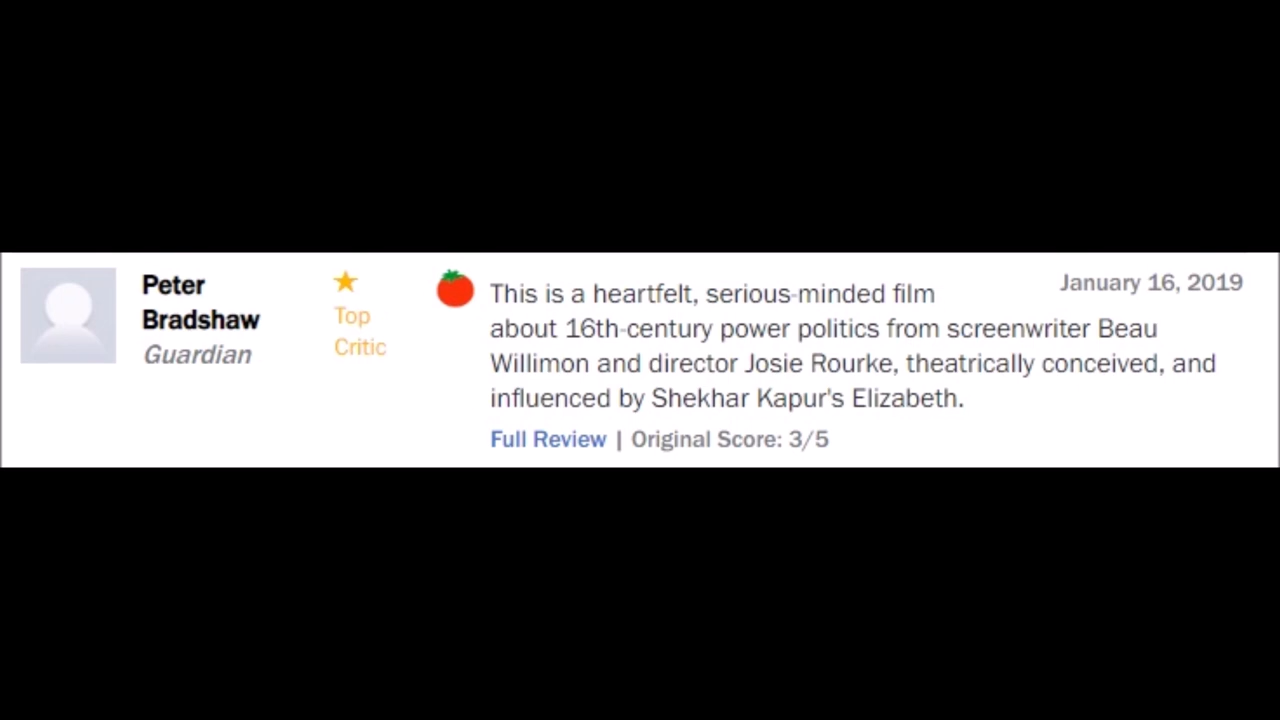 Peter
Bradshaw
Guardian
Top
Critic
January 16, 2019
This is a heartfelt, serious-minded film
about 16th-century power politics from screenwriter Beau
Willimon and director Josie Rourke, theatrically conceived, and
influenced by Shekhar Kapur's Elizabeth.
Full Review | Original Score: 3/5